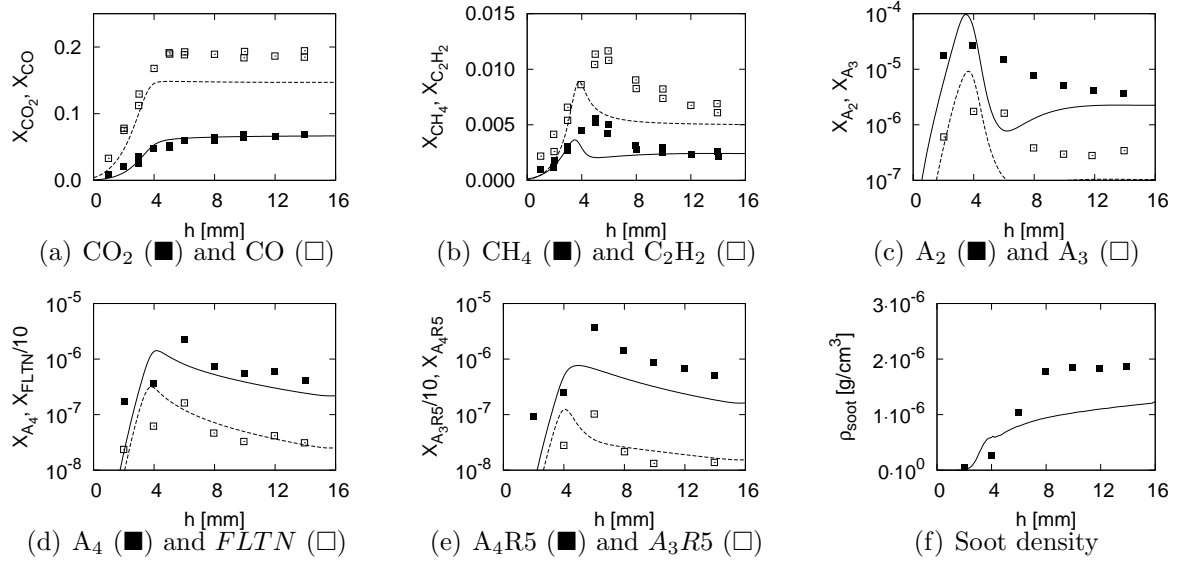 0.2
0.1
0.0
X_CO₂, X_CO
0 4 8 12 16
h [mm]
(a) CO₂ (■) and CO (□)
0.015
0.010
0.005
0.000
X_CH₄, X_C₂H₂
0 4 8 12 16
h [mm]
(b) CH₄ (■) and C₂H₂ (□)
10⁻⁴
10⁻⁵
10⁻⁶
10⁻⁷
X_A₂, X_A₃
0 4 8 12 16
h [mm]
(c) A₂ (■) and A₃ (□)
10⁻⁵
10⁻⁶
10⁻⁷
10⁻⁸
X_A₄, X_FLTN/10
0 4 8 12 16
h [mm]
(d) A₄ (■) and FLTN (□)
10⁻⁵
10⁻⁶
10⁻⁷
10⁻⁸
X_A₃R5/10, X_A₄R5
0 4 8 12 16
h [mm]
(e) A₄R5 (■) and A₃R5 (□)
3·10⁻⁶
2·10⁻⁶
1·10⁻⁶
0·10⁰
ρ_soot [g/cm³]
0 4 8 12 16
h [mm]
(f) Soot density